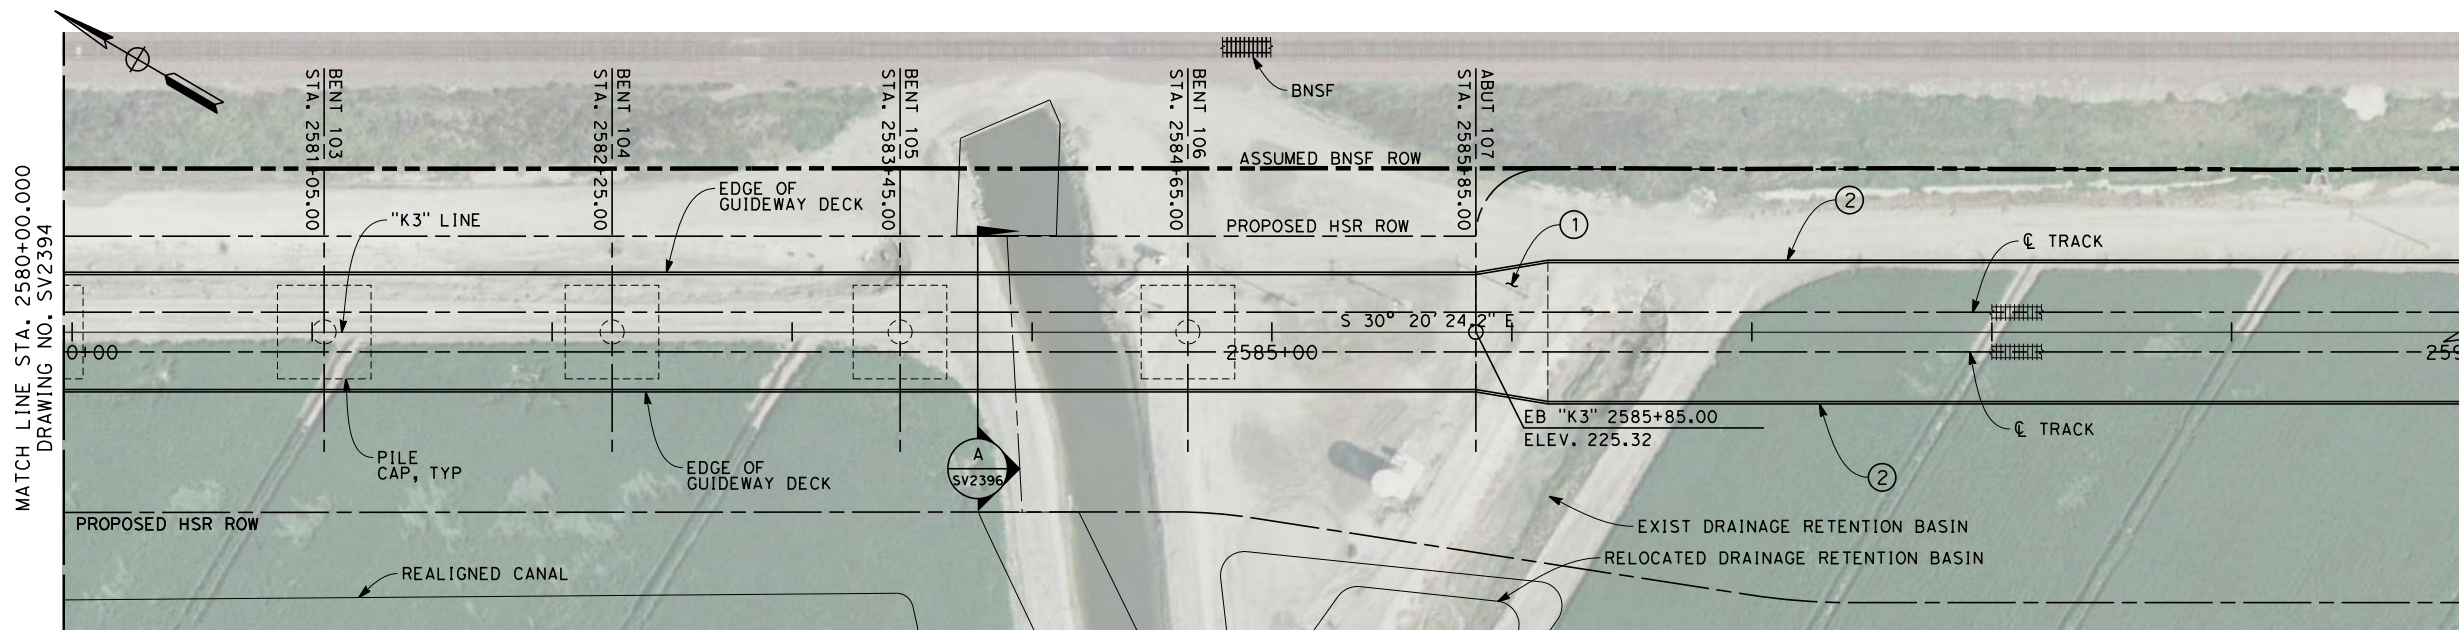 MATCH LINE STA. 2580+00.000
DRAWING NO. SV2394
BENT 103
STA. 2581+05.00
BENT 104
STA. 2582+25.00
BENT 105
STA. 2583+45.00
BENT 106
STA. 2584+65.00
ABUT 107
STA. 2585+85.00
BNSF
ASSUMED BNSF ROW
EDGE OF
GUIDEWAY DECK
"K3" LINE
PROPOSED HSR ROW
1
2
℄ TRACK
S 30° 20' 24.2" E
0+00
2585+00
259
EB "K3" 2585+85.00
ELEV. 225.32
℄ TRACK
PILE
CAP, TYP
EDGE OF
GUIDEWAY DECK
A
SV2396
2
PROPOSED HSR ROW
EXIST DRAINAGE RETENTION BASIN
RELOCATED DRAINAGE RETENTION BASIN
REALIGNED CANAL